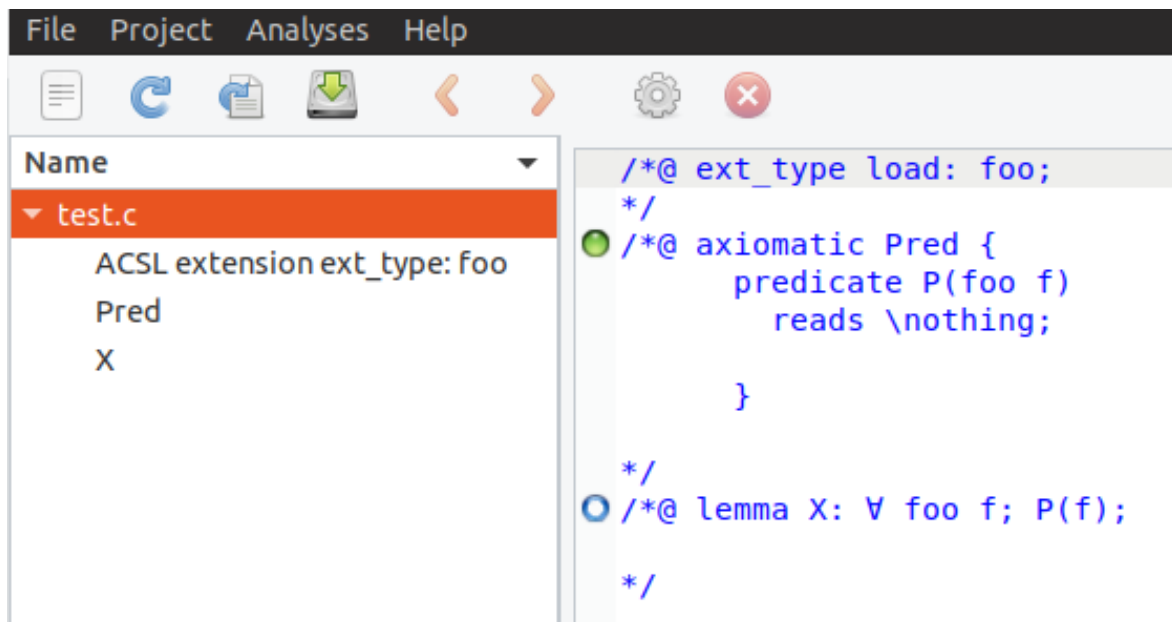 File Project Analyses Help
Name
test.c
ACSL extension ext_type: foo
Pred
X
/*@ ext_type load: foo;
*/
/*@ axiomatic Pred {
predicate P(foo f)
reads \nothing;
}
*/
/*@ lemma X: ∀ foo f; P(f);
*/